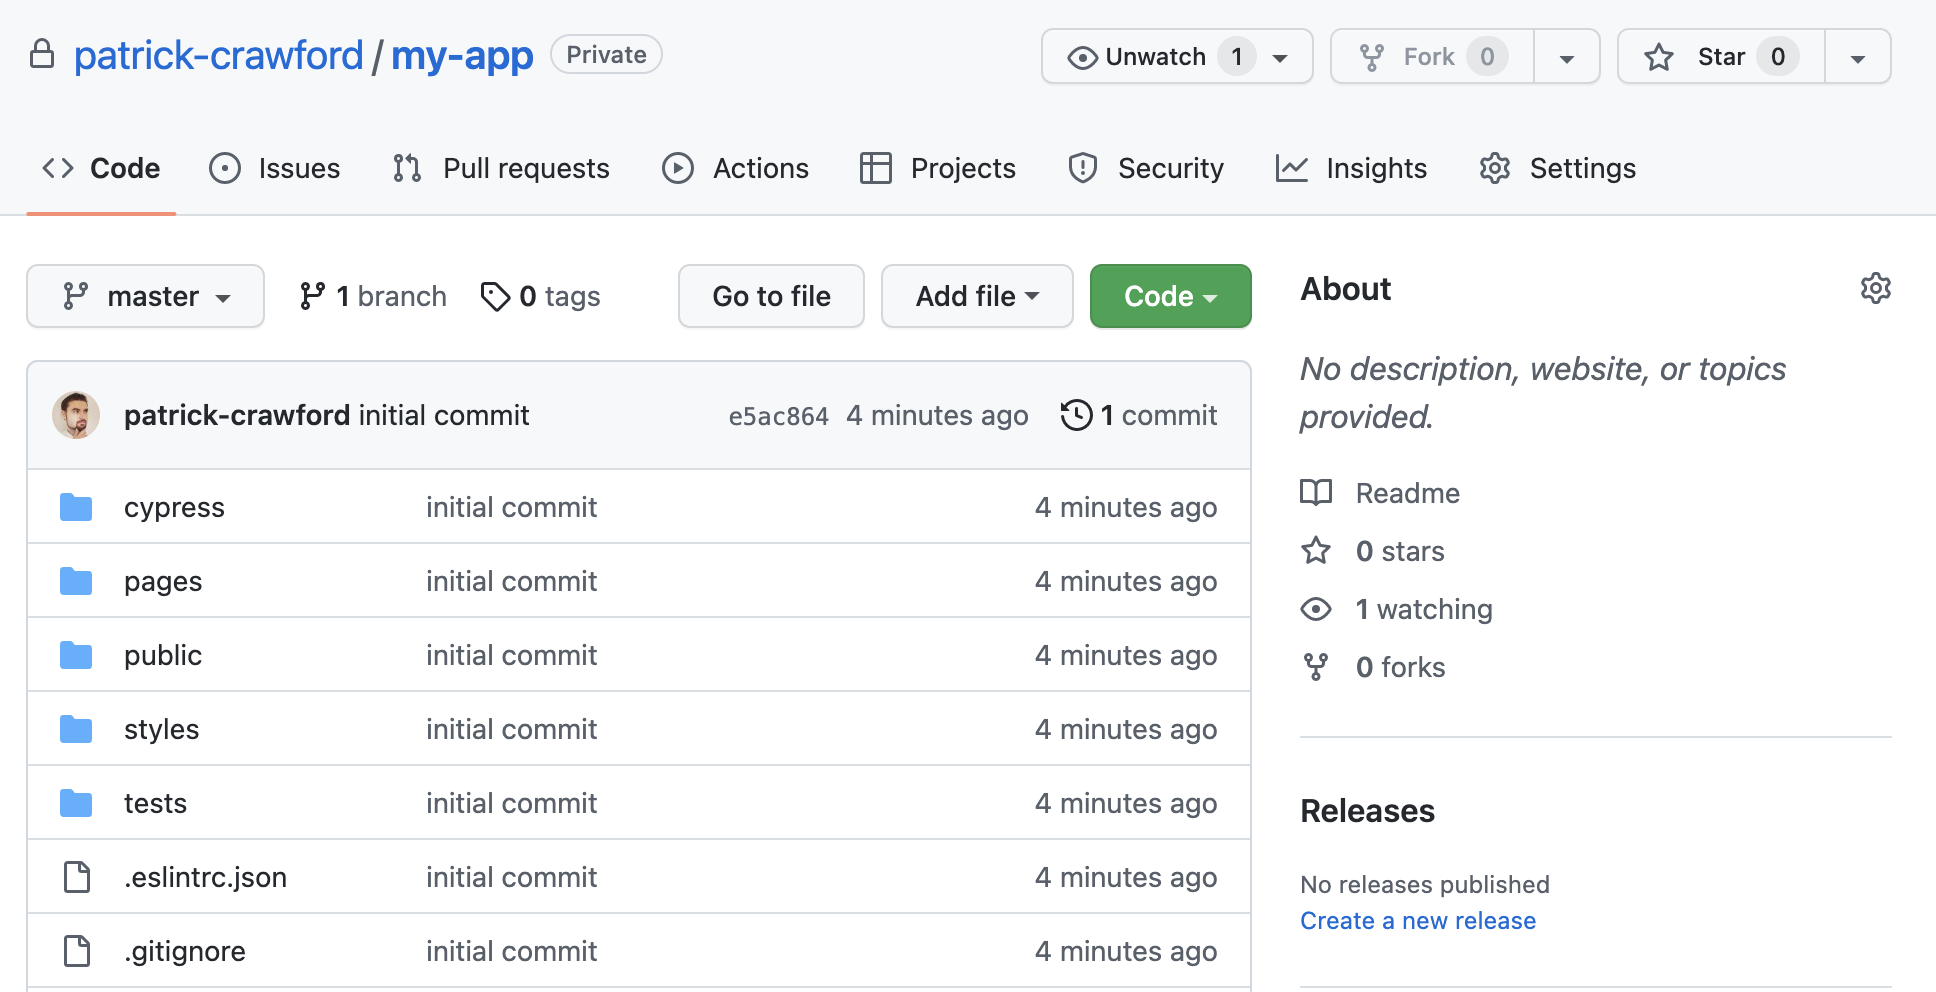 patrick-crawford / my-app Private Unwatch 1 Fork 0 Star 0
Code Issues Pull requests Actions Projects Security Insights Settings
master 1 branch 0 tags Go to file Add file Code
patrick-crawford initial commit e5ac864 4 minutes ago 1 commit
cypress initial commit 4 minutes ago
pages initial commit 4 minutes ago
public initial commit 4 minutes ago
styles initial commit 4 minutes ago
tests initial commit 4 minutes ago
.eslintrc.json initial commit 4 minutes ago
.gitignore initial commit 4 minutes ago
About
No description, website, or topics
provided.
Readme
0 stars
1 watching
0 forks
Releases
No releases published
Create a new release